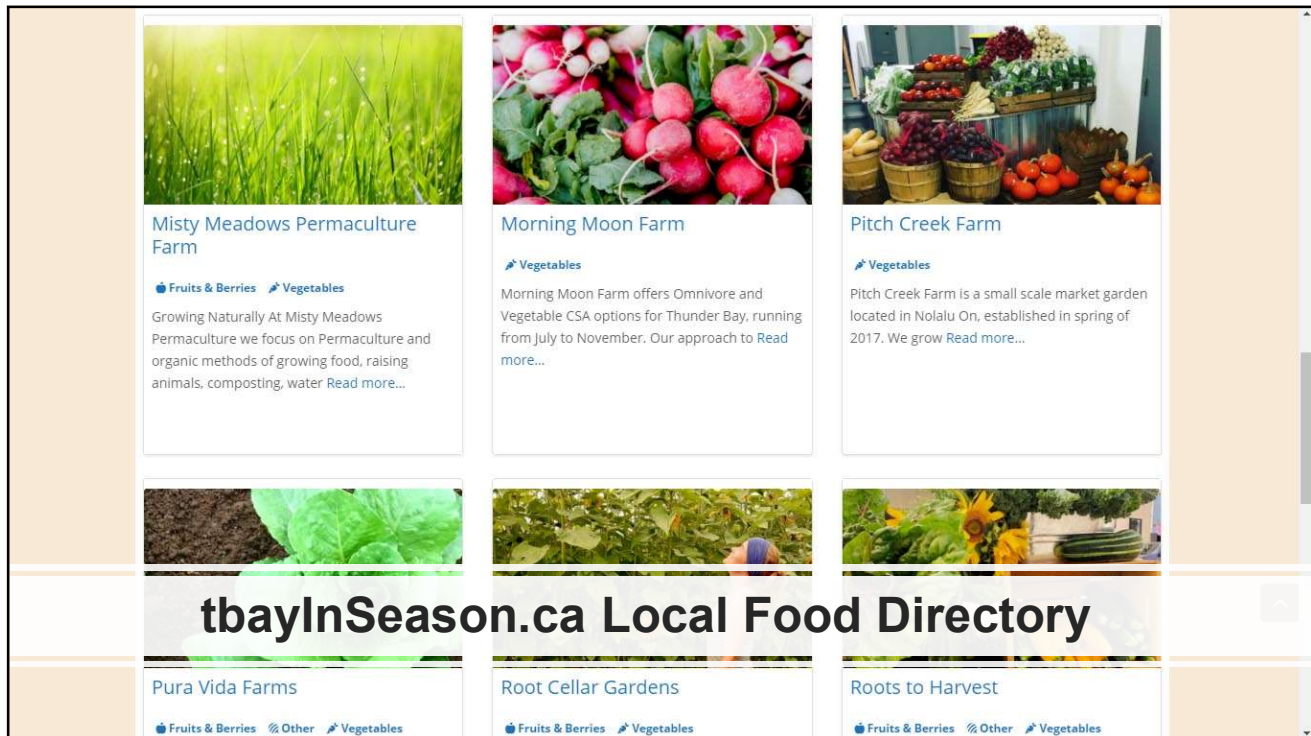 Misty Meadows Permaculture
Farm
Fruits & Berries Vegetables
Growing Naturally At Misty Meadows
Permaculture we focus on Permaculture and
organic methods of growing food, raising
animals, composting, water Read more...
Morning Moon Farm
Vegetables
Morning Moon Farm offers Omnivore and
Vegetable CSA options for Thunder Bay, running
from July to November. Our approach to Read
more...
Pitch Creek Farm
Vegetables
Pitch Creek Farm is a small scale market garden
located in Nolalu On, established in spring of
2017. We grow Read more...
tbayInSeason.ca Local Food Directory
Pura Vida Farms
Fruits & Berries Other Vegetables
Root Cellar Gardens
Fruits & Berries Vegetables
Roots to Harvest
Fruits & Berries Other Vegetables